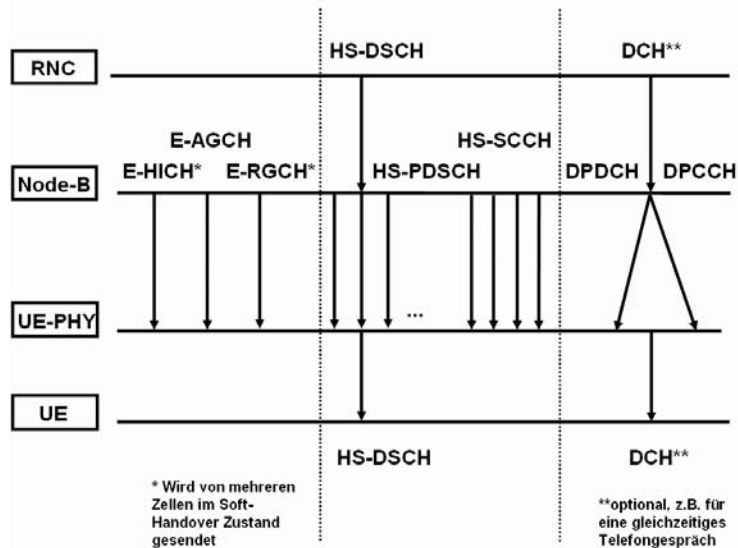 HS-DSCH DCH**
RNC
E-AGCH HS-SCCH
E-HICH* E-RGCH* HS-PDSCH DPDCH DPCCH
Node-B
...
UE-PHY
UE
HS-DSCH DCH**
* Wird von mehreren
Zellen im Soft-
Handover Zustand
gesendet
**optional, z.B. für
eine gleichzeitiges
Telefongespräch